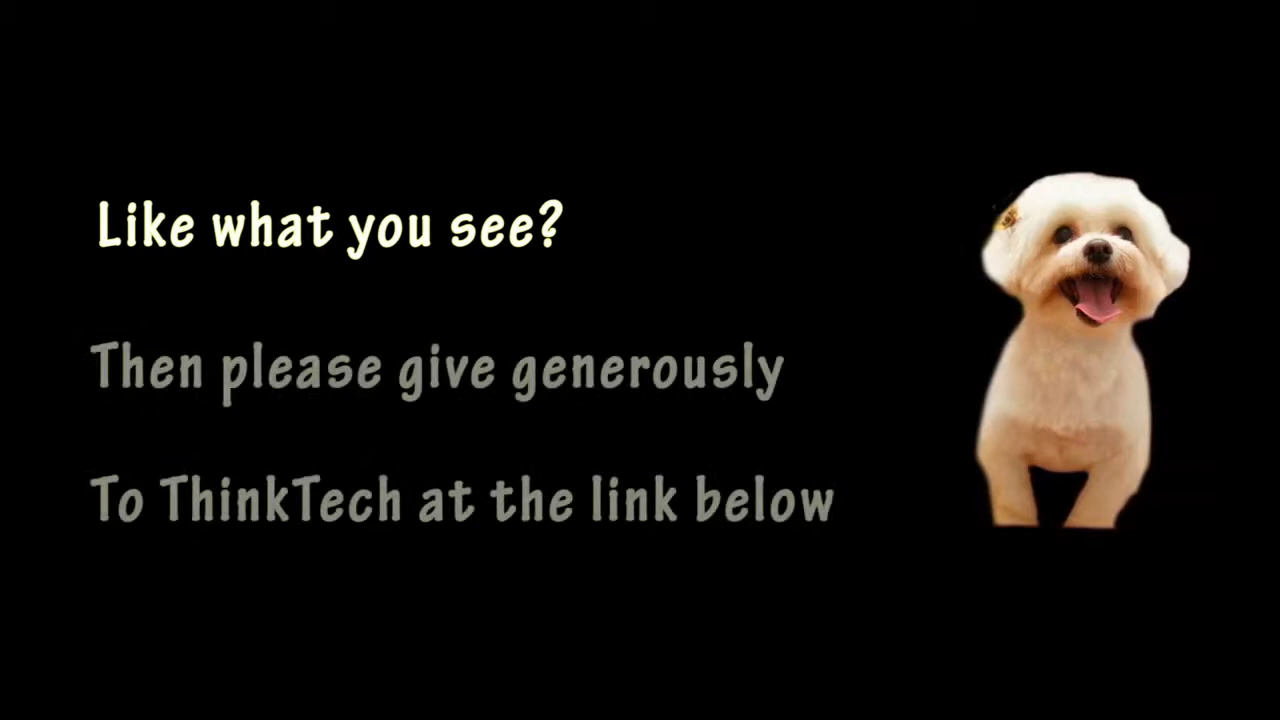 Like what you see?
Then please give generously
To ThinkTech at the link below